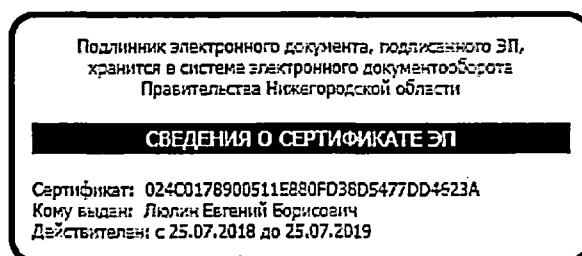 Подлинник электронного документа, подписанного ЭП,
хранится в системе электронного документооборота
Правительства Нижегородской области
СВЕДЕНИЯ О СЕРТИФИКАТЕ ЭП
Сертификат: 024C0178900511E880FD38D5477DD4623A
Кому выдан: Люлин Евгений Борисович
Действителен: с 25.07.2018 до 25.07.2019